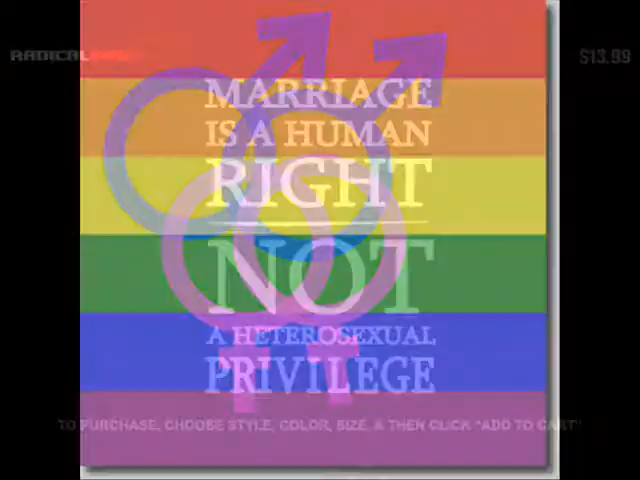 RADICAL
$13.99
MARRIAGE
IS A HUMAN
RIGHT
NOT
A HETEROSEXUAL
PRIVILEGE
TO PURCHASE, CHOOSE STYLE, COLOR, SIZE, & THEN CLICK "ADD TO CART"